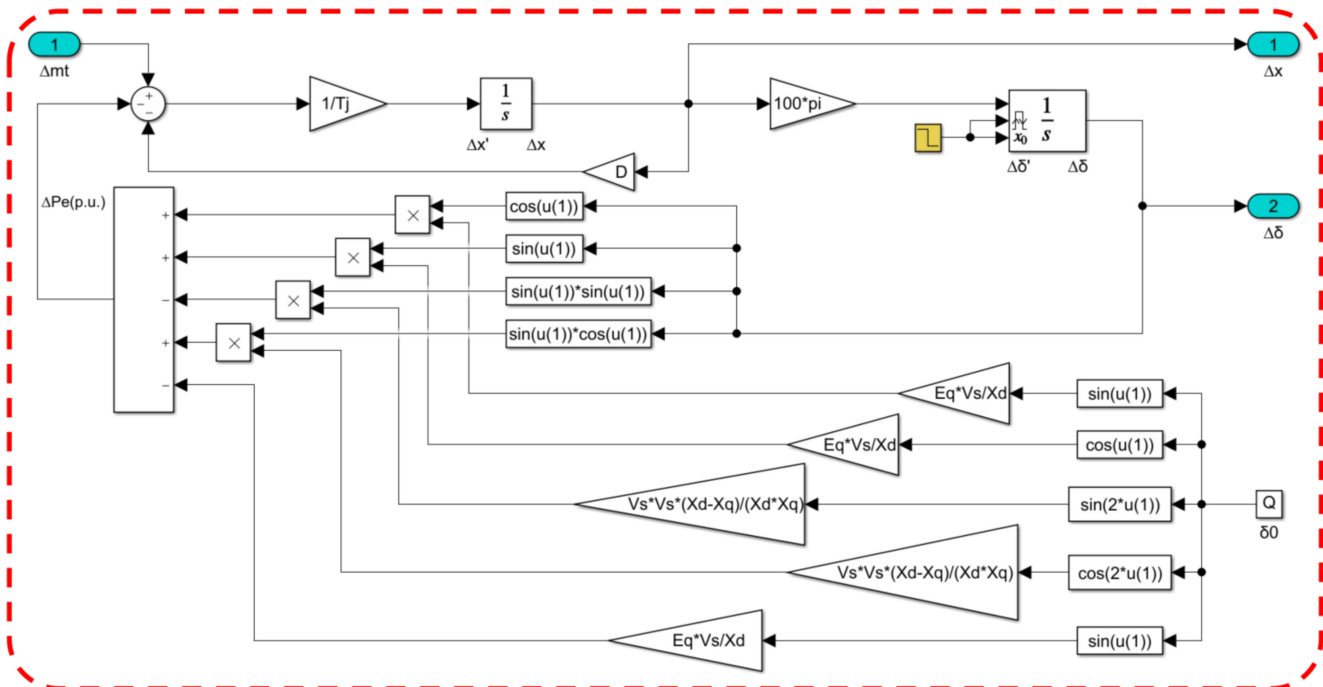 1
Δmt
1
Δx
+
−
−
1/Tj
1
s
Δx'
Δx
100*pi
x0
1
s
Δδ'
Δδ
2
Δδ
D
ΔPe(p.u.)
+
+
−
+
−
×
×
×
×
cos(u(1))
sin(u(1))
sin(u(1))*sin(u(1))
sin(u(1))*cos(u(1))
Eq*Vs/Xd
sin(u(1))
Eq*Vs/Xd
cos(u(1))
Vs*Vs*(Xd-Xq)/(Xd*Xq)
sin(2*u(1))
Q
δ0
Vs*Vs*(Xd-Xq)/(Xd*Xq)
cos(2*u(1))
Eq*Vs/Xd
sin(u(1))